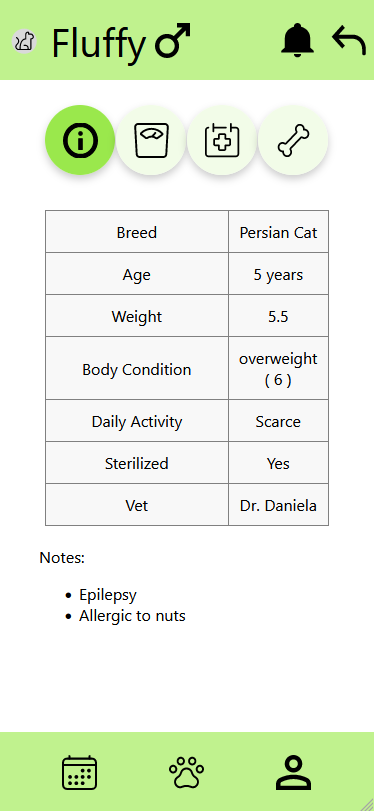 Fluffy
Breed Persian Cat
Age 5 years
Weight 5.5
Body Condition overweight
( 6 )
Daily Activity Scarce
Sterilized Yes
Vet Dr. Daniela
Notes:
Epilepsy
Allergic to nuts